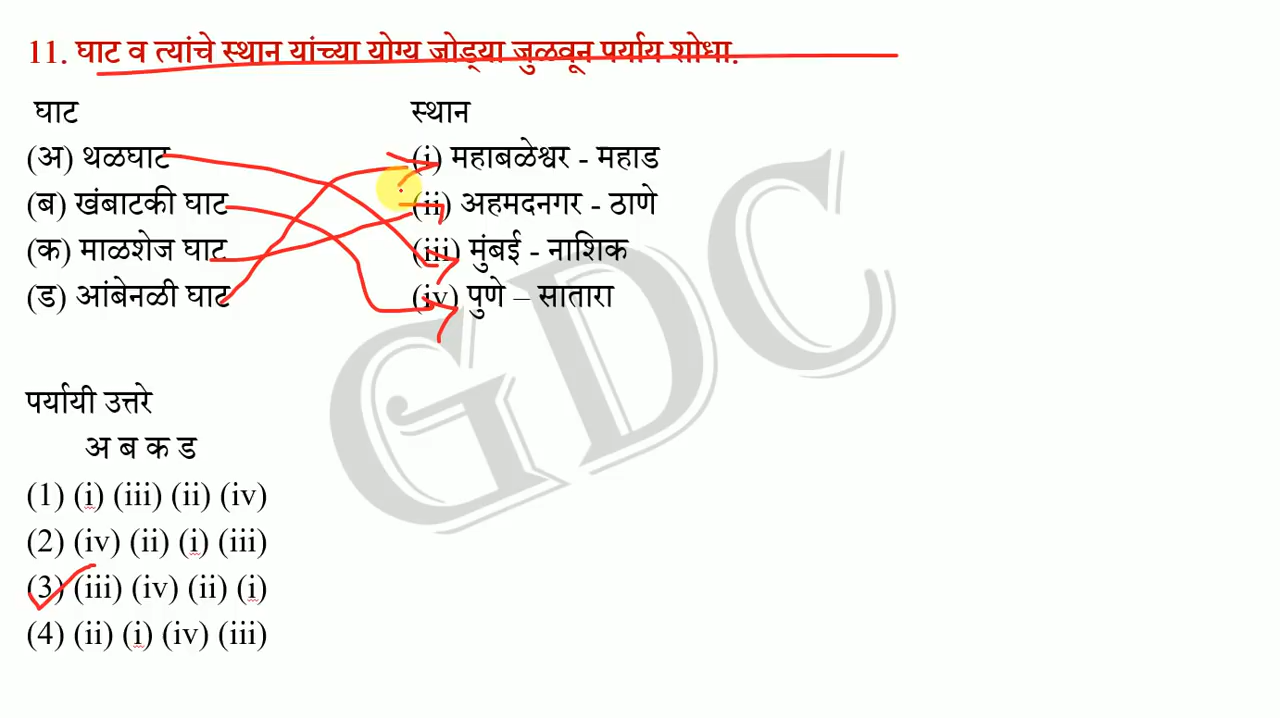 11. घाट व त्यांचे स्थान यांच्या योग्य जोड्या जुळवून पर्याय शोधा.
घाट स्थान
(अ) थळघाट (i) महाबळेश्वर - महाड
(ब) खंबाटकी घाट (ii) अहमदनगर - ठाणे
(क) माळशेज घाट (iii) मुंबई - नाशिक
(ड) आंबेनळी घाट (iv) पुणे – सातारा
पर्यायी उत्तरे
अ ब क ड
(1) (i) (iii) (ii) (iv)
(2) (iv) (ii) (i) (iii)
(3) (iii) (iv) (ii) (i)
(4) (ii) (i) (iv) (iii)
GDC